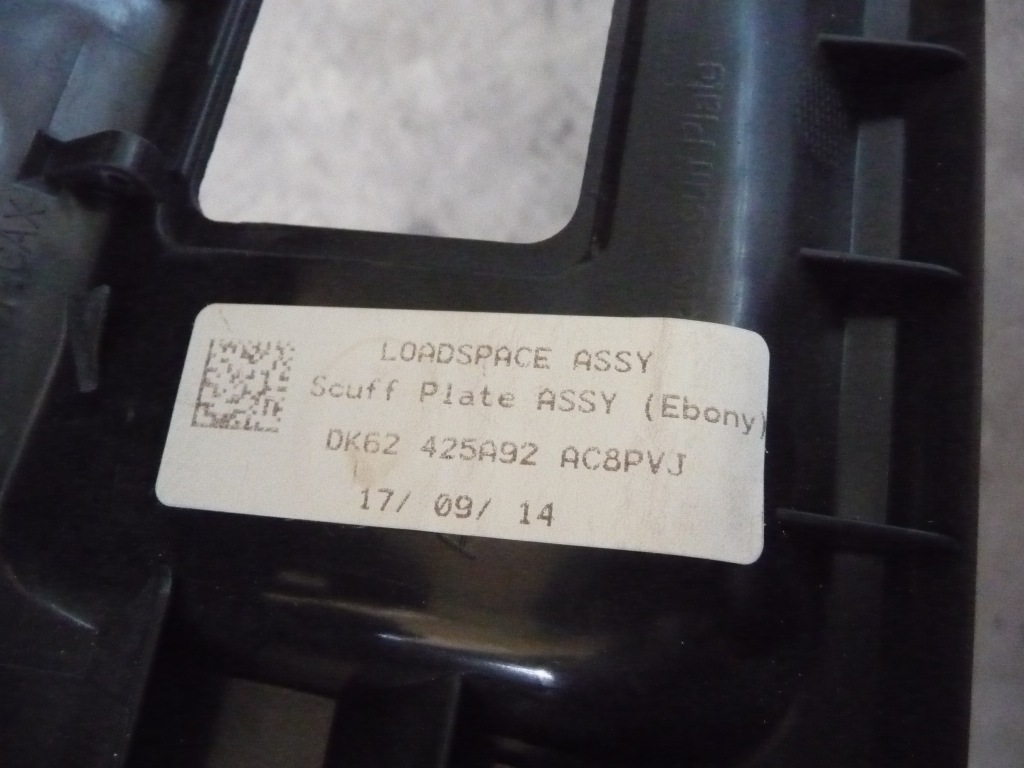 LOADSPACE ASSY
Scuff Plate ASSY (Ebony)
DK62 425A92 AC8PVJ
17/ 09/ 14